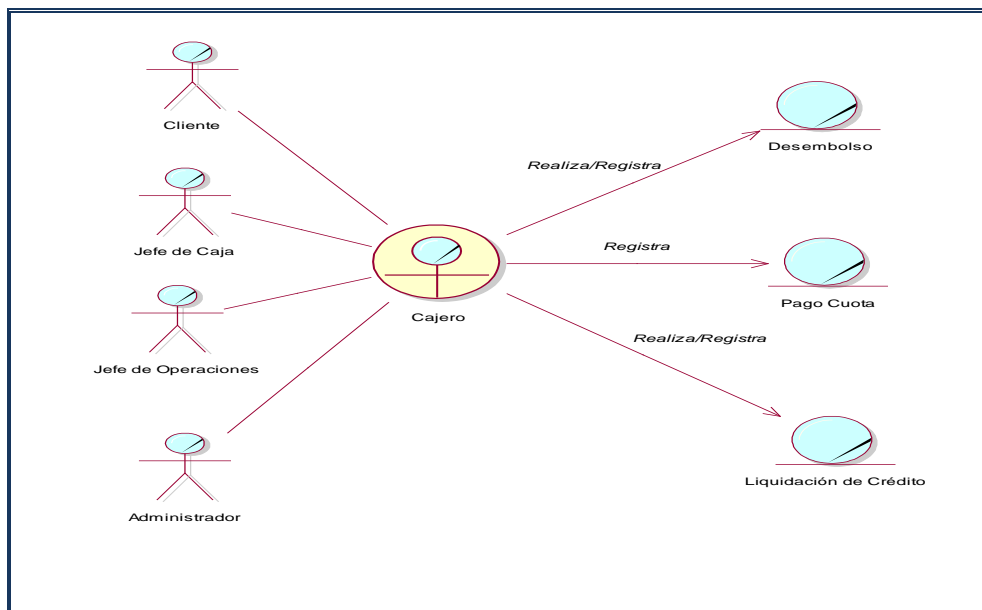 Cliente
Desembolso
Realiza/Registra
Jefe de Caja
Registra
Pago Cuota
Cajero
Realiza/Registra
Jefe de Operaciones
Liquidación de Crédito
Administrador